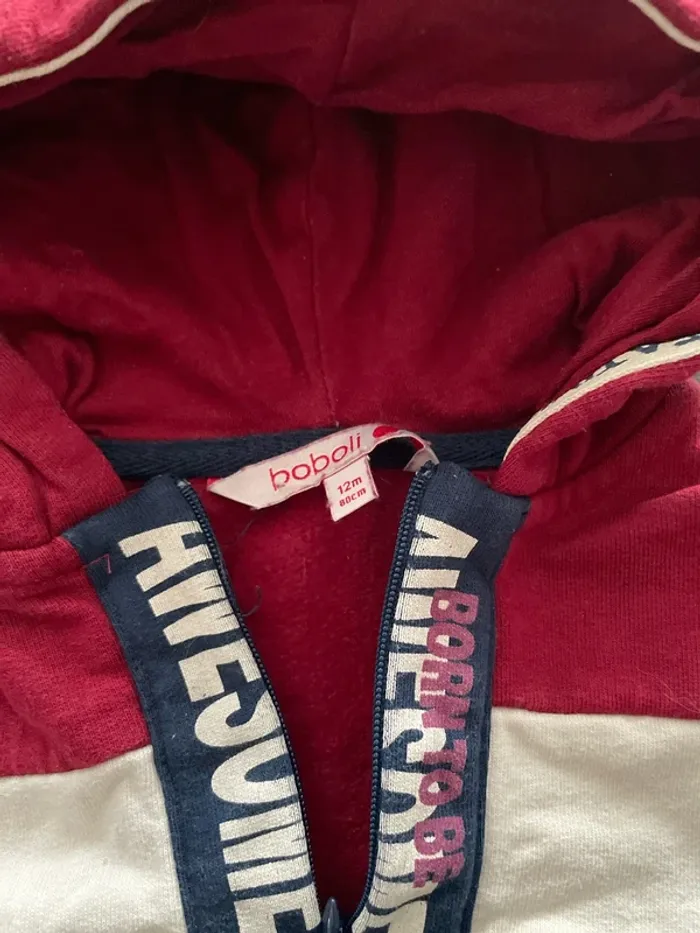 boboli
12m
80cm
AWESOME
AWESOME
BORN TO BE